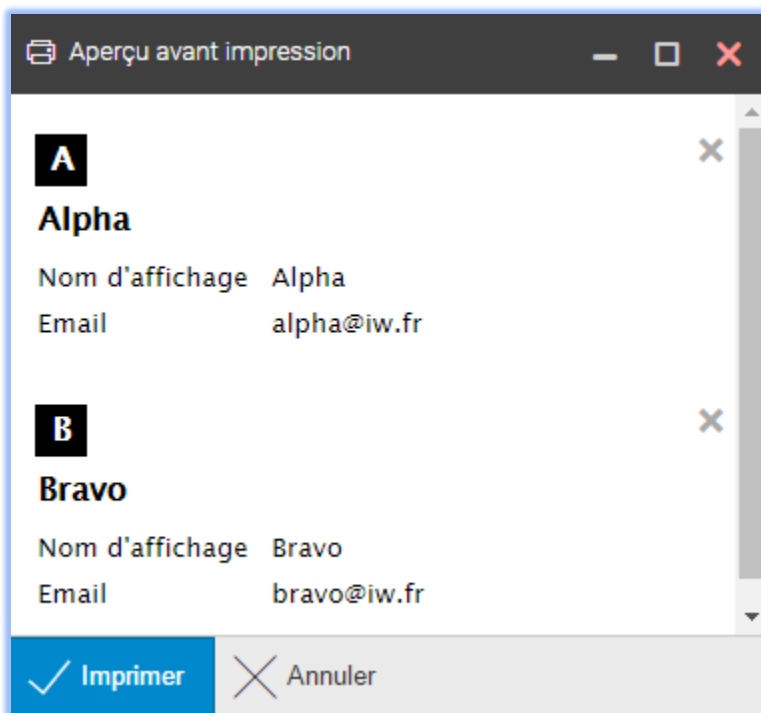 Aperçu avant impression
A
Alpha
Nom d'affichage Alpha
Email alpha@iw.fr
B
Bravo
Nom d'affichage Bravo
Email bravo@iw.fr
Imprimer Annuler